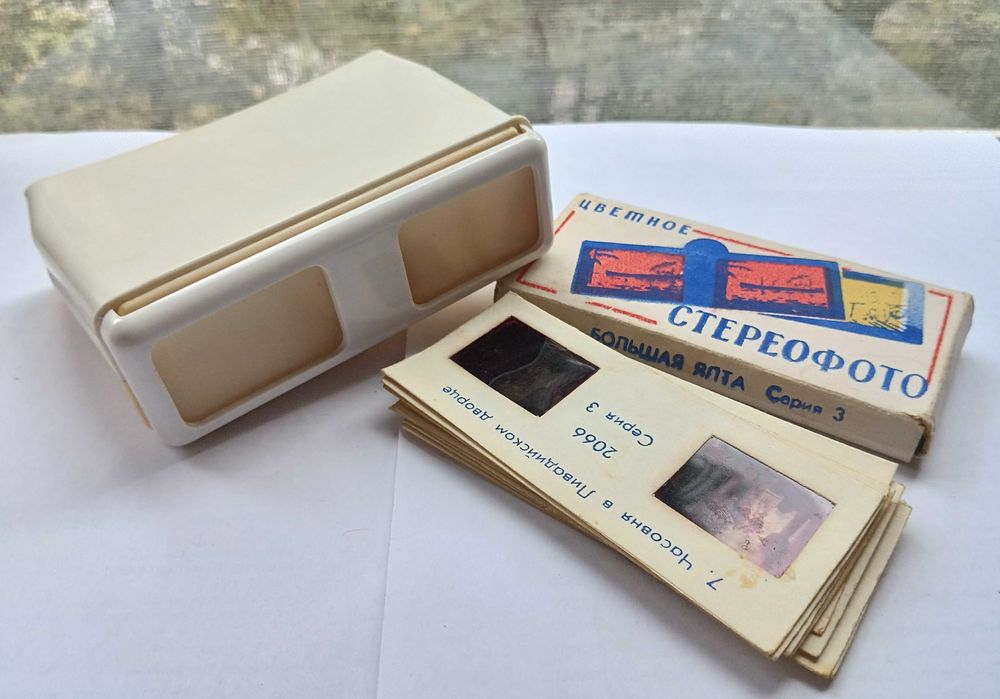 ЦВЕТНОЕ
СТЕРЕОФОТО
БОЛЬШАЯ ЯЛТА Серия 3
2066
Серия 3
7. Часовня в Ливадийском дворце